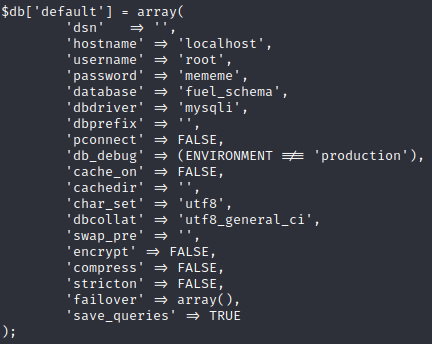 $db['default'] = array(
'dsn' => '',
'hostname' => 'localhost',
'username' => 'root',
'password' => 'mememe',
'database' => 'fuel_schema',
'dbdriver' => 'mysqli',
'dbprefix' => '',
'pconnect' => FALSE,
'db_debug' => (ENVIRONMENT !== 'production'),
'cache_on' => FALSE,
'cachedir' => '',
'char_set' => 'utf8',
'dbcollat' => 'utf8_general_ci',
'swap_pre' => '',
'encrypt' => FALSE,
'compress' => FALSE,
'stricton' => FALSE,
'failover' => array(),
'save_queries' => TRUE
);